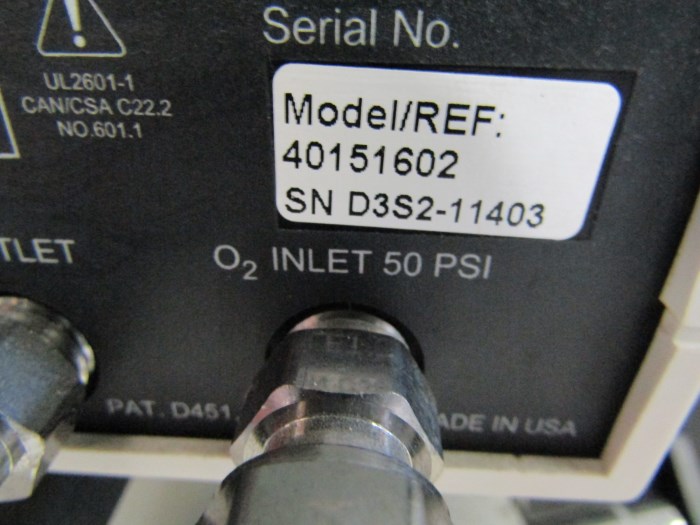 Serial No.
UL2601-1
CAN/CSA C22.2
NO.601.1
Model/REF:
40151602
SN D3S2-11403
TLET
O2 INLET 50 PSI
PAT. D451,
ADE IN USA